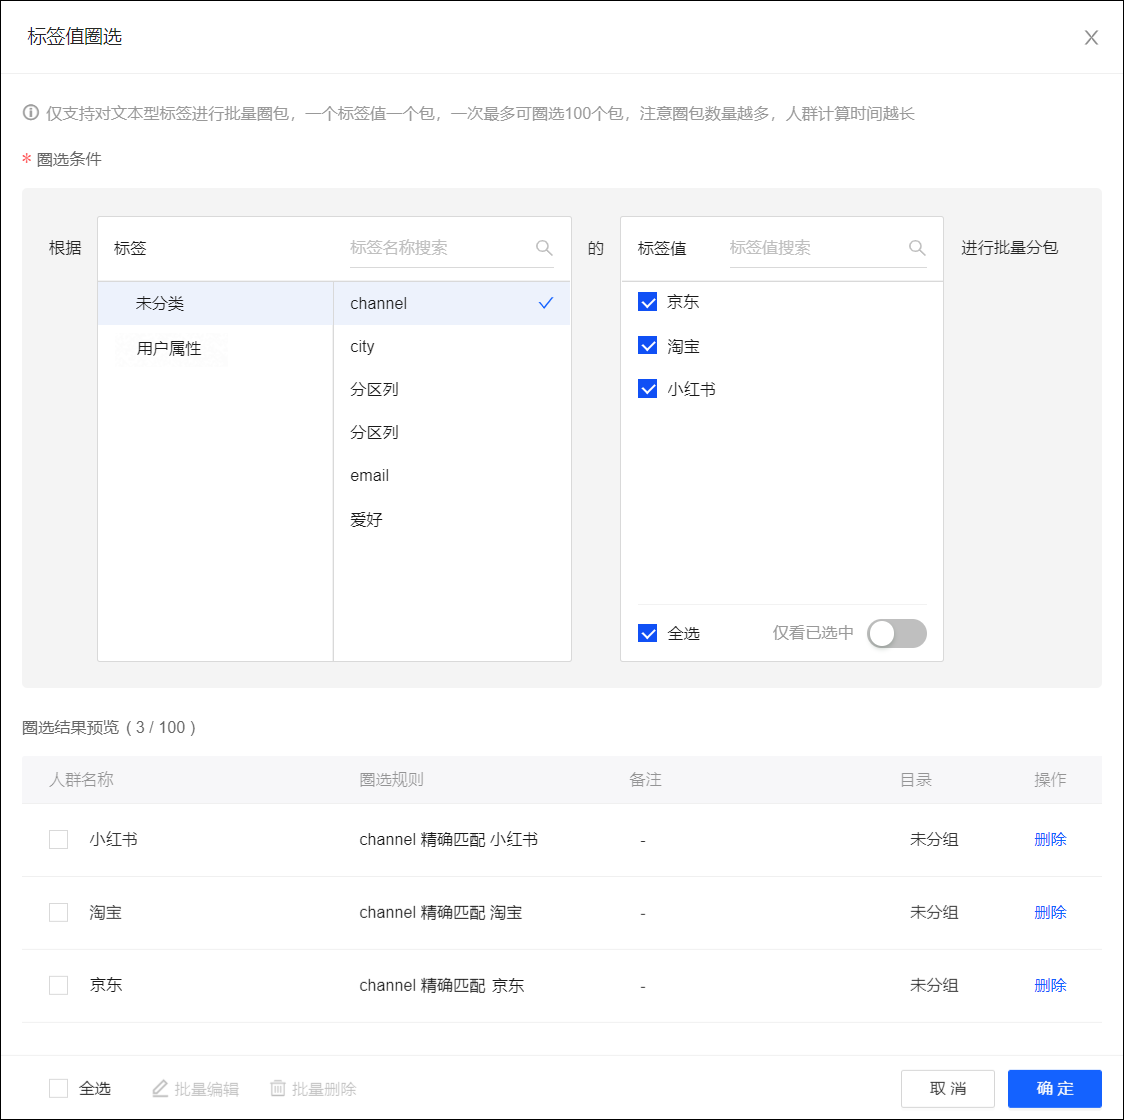 标签值圈选
仅支持对文本型标签进行批量圈包，一个标签值一个包，一次最多可圈选100个包，注意圈包数量越多，人群计算时间越长
* 圈选条件
根据
标签
标签名称搜索
未分类
用户属性
channel
city
分区列
分区列
email
爱好
的
标签值
标签值搜索
京东
淘宝
小红书
全选
仅看已选中
进行批量分包
圈选结果预览 ( 3 / 100 )
人群名称 圈选规则 备注 目录 操作
小红书 channel 精确匹配 小红书 - 未分组 删除
淘宝 channel 精确匹配 淘宝 - 未分组 删除
京东 channel 精确匹配 京东 - 未分组 删除
全选 批量编辑 批量删除 取 消 确 定